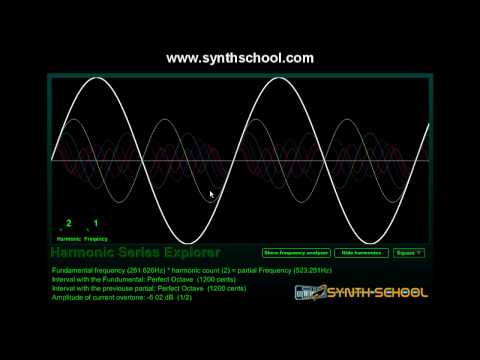 www.synthschool.com
2 1
Harmonic Freqency
Harmonic Series Explorer
Show frequency analyzer
Hide harmonics
Square
Fundamental frequency (261.626Hz) * harmonic count (2) = partial Frequency (523.251Hz)
Interval with the Fundumental: Perfect Octave (1200 cents)
Interval with the previouse partial: Perfect Octave (1200 cents)
Amplitude of current overtone: -6.02 dB (1/2)
SYNTH-SCHOOL